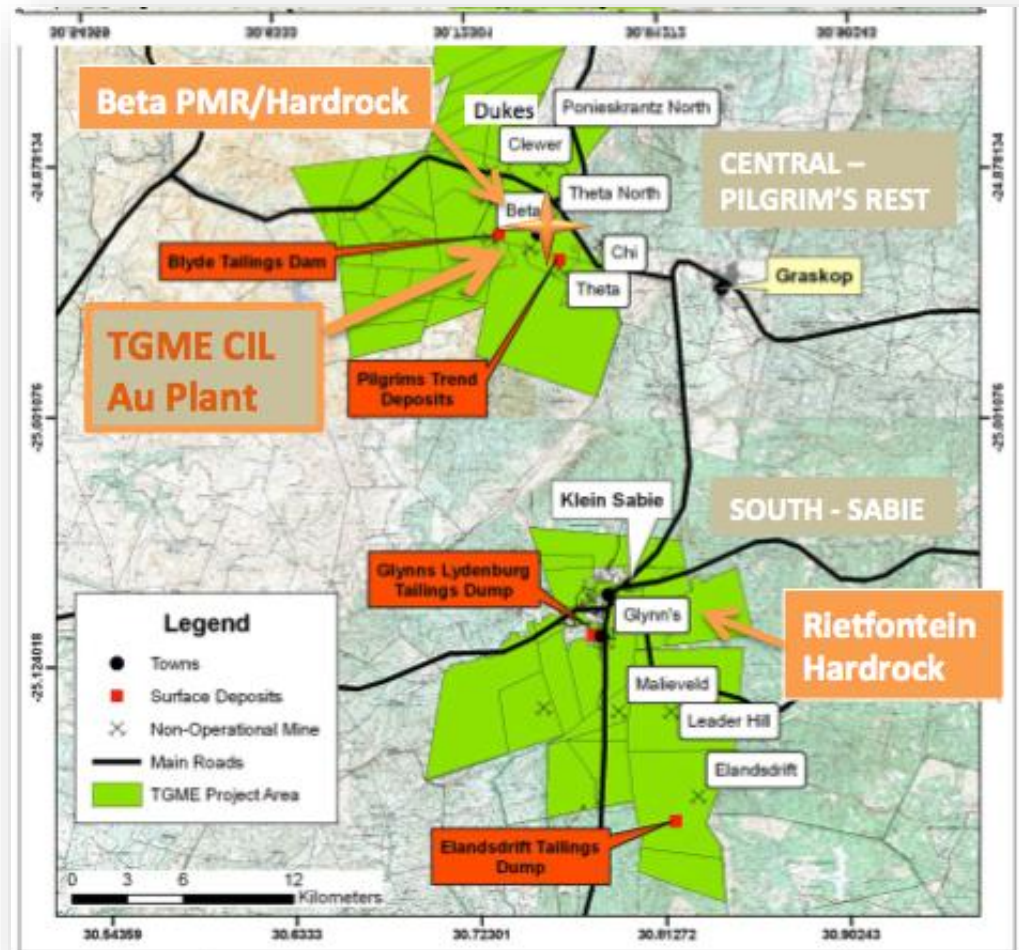 30.54359 30.6333 30.72301 30.81272 30.90243
Beta PMR/Hardrock
Dukes
Ponieskrantz North
Clewer
CENTRAL –
PILGRIM'S REST
-24.878134
-24.878134
Theta North
Beta
Blyde Tailings Dam
Chi
Graskop
Theta
TGME CIL
Au Plant
Pilgrims Trend
Deposits
-25.001076
-25.001076
Klein Sabie
SOUTH - SABIE
Glynns Lydenburg
Tailings Dump
Glynn's
Rietfontein
Hardrock
Legend
Towns
Surface Deposits
Non-Operational Mine
Main Roads
TGME Project Area
-25.124018
-25.124018
Malieveld
Leader Hill
Elandsdrift
Elandsdrift Tailings
Dump
0 3 6 12
Kilometers
30.54359 30.6333 30.72301 30.81272 30.90243